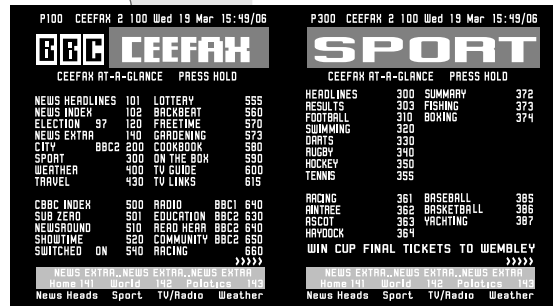 P100 CEEFAX 2 100 Wed 19 Mar 15:49/06
BBC CEEFAX
CEEFAX AT-A-GLANCE PRESS HOLD
NEWS HEADLINES 101 LOTTERY 555
NEWS INDEX 102 BACKBEAT 560
ELECTION 97 120 FREETIME 570
NEWS EXTRA 140 GARDENING 573
CITY BBC2 200 COOKBOOK 580
SPORT 300 ON THE BOX 590
WEATHER 400 TV GUIDE 600
TRAVEL 430 TV LINKS 615
CBBC INDEX 500 RADIO BBC1 640
SUB ZERO 501 EDUCATION BBC2 630
NEWSROUND 510 READ HEAR BBC2 640
SHOWTIME 520 COMMUNITY BBC2 650
SWITCHED ON 540 RACING 660
>>>>>
NEWS EXTRA..NEWS EXTRA..NEWS EXTRA
Home 141 World 142 Polotics 143
News Heads Sport TV/Radio Weather
P300 CEEFAX 2 100 Wed 19 Mar 15:49/06
SPORT
CEEFAX AT-A-GLANCE PRESS HOLD
HEADLINES 300 SUMMARY 372
RESULTS 303 FISHING 373
FOOTBALL 310 BOXING 374
SWIMMING 320
DARTS 330
RUGBY 340
HOCKEY 350
TENNIS 355
RACING 361 BASEBALL 385
AINTREE 362 BASKETBALL 386
ASCOT 363 YACHTING 387
HAYDOCK 364
WIN CUP FINAL TICKETS TO WEMBLEY
>>>>>
NEWS EXTRA..NEWS EXTRA..NEWS EXTRA
Home 141 World 142 Polotics 143
News Heads Sport TV/Radio Weather